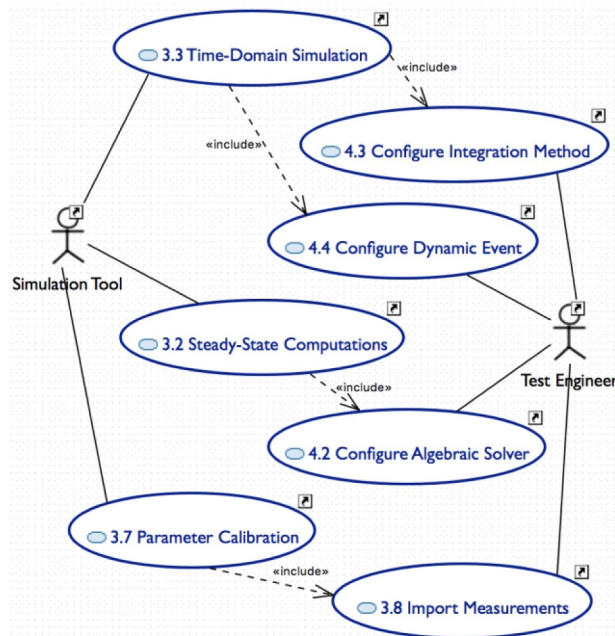 3.3 Time-Domain Simulation
«include»
4.3 Configure Integration Method
«include»
4.4 Configure Dynamic Event
Simulation Tool
3.2 Steady-State Computations
Test Engineer
«include»
4.2 Configure Algebraic Solver
3.7 Parameter Calibration
«include»
3.8 Import Measurements